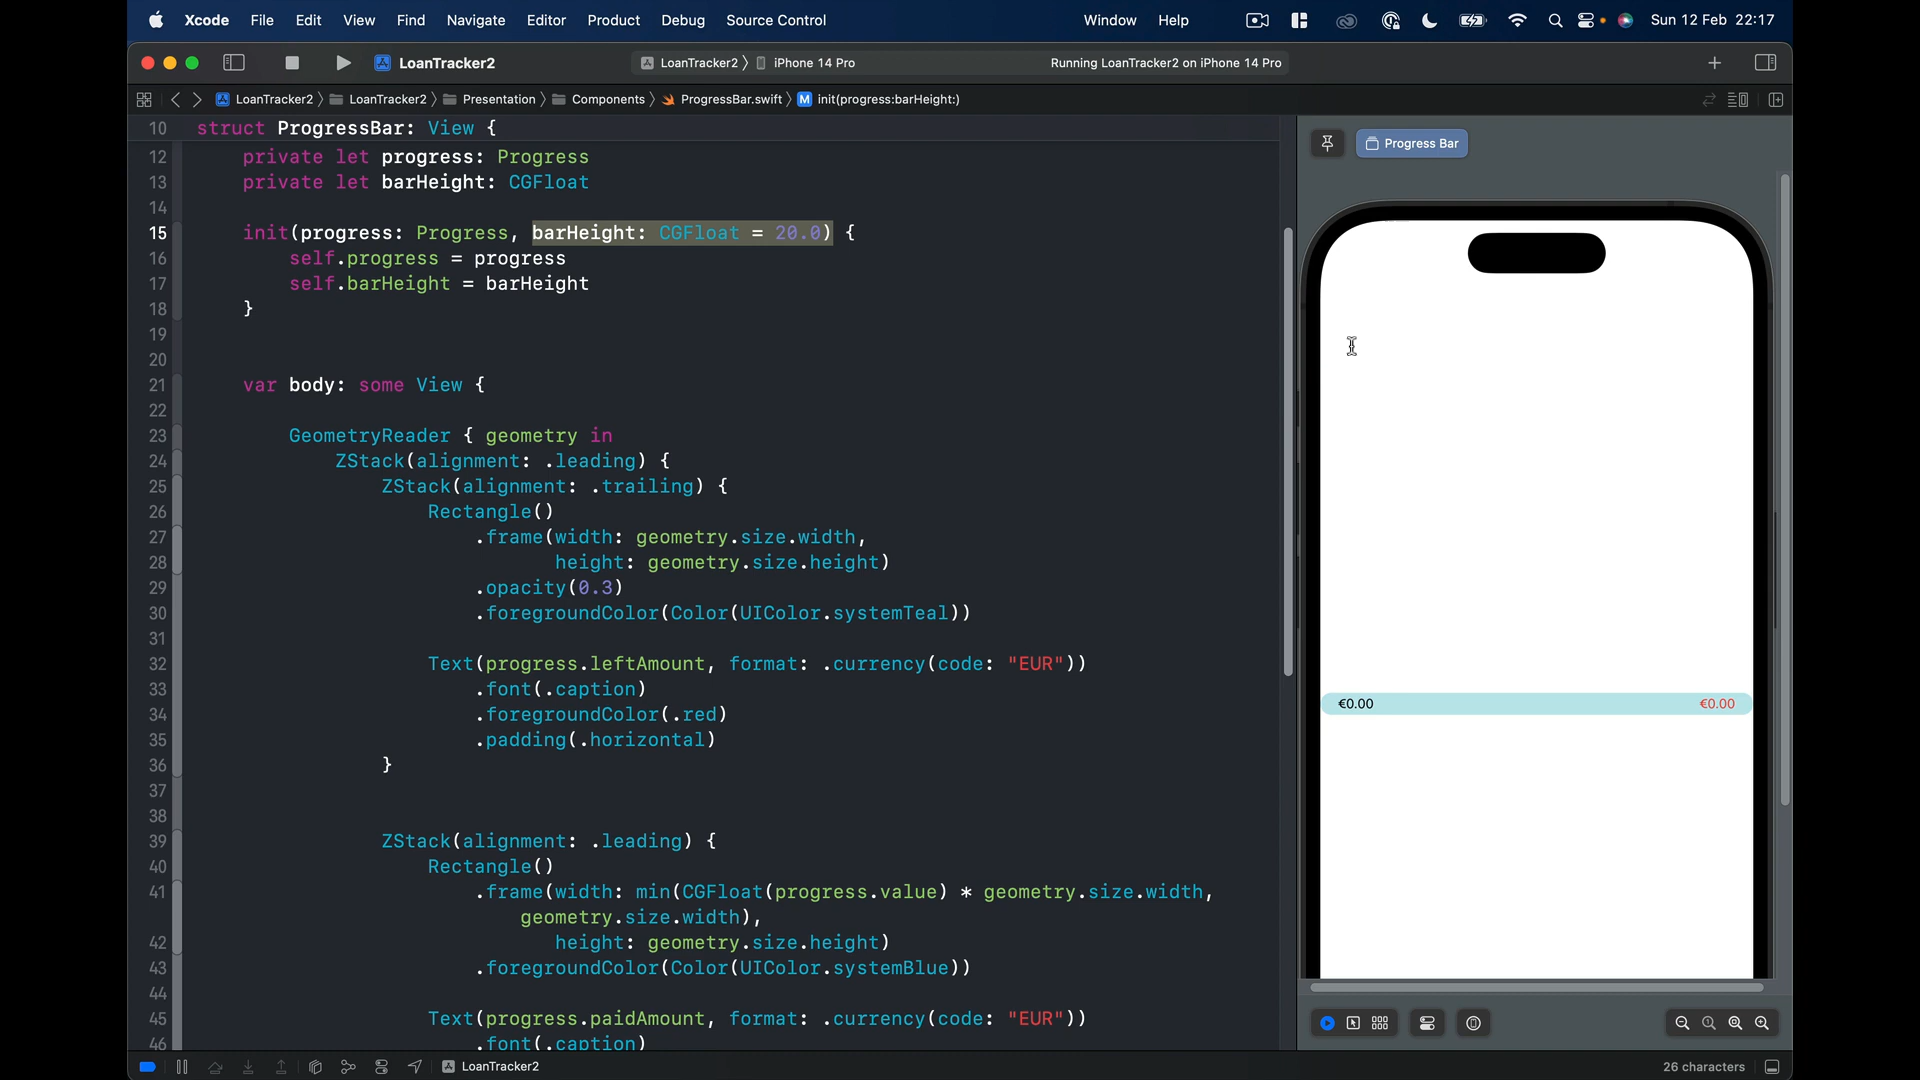 Xcode File Edit View Find Navigate Editor Product Debug Source Control Window Help Sun 12 Feb 22:17
LoanTracker2 LoanTracker2 〉 iPhone 14 Pro Running LoanTracker2 on iPhone 14 Pro
LoanTracker2 〉 LoanTracker2 〉 Presentation 〉 Components 〉 ProgressBar.swift 〉 M init(progress:barHeight:)
10 struct ProgressBar: View {
12 private let progress: Progress
13 private let barHeight: CGFloat
14
15 init(progress: Progress, barHeight: CGFloat = 20.0) {
16 self.progress = progress
17 self.barHeight = barHeight
18 }
19
20
21 var body: some View {
22
23 GeometryReader { geometry in
24 ZStack(alignment: .leading) {
25 ZStack(alignment: .trailing) {
26 Rectangle()
27 .frame(width: geometry.size.width,
28 height: geometry.size.height)
29 .opacity(0.3)
30 .foregroundColor(Color(UIColor.systemTeal))
31
32 Text(progress.leftAmount, format: .currency(code: "EUR"))
33 .font(.caption)
34 .foregroundColor(.red)
35 .padding(.horizontal)
36 }
37
38
39 ZStack(alignment: .leading) {
40 Rectangle()
41 .frame(width: min(CGFloat(progress.value) * geometry.size.width,
geometry.size.width),
42 height: geometry.size.height)
43 .foregroundColor(Color(UIColor.systemBlue))
44
45 Text(progress.paidAmount, format: .currency(code: "EUR"))
46 .font(.caption)
Progress Bar
€0.00 €0.00
LoanTracker2 26 characters